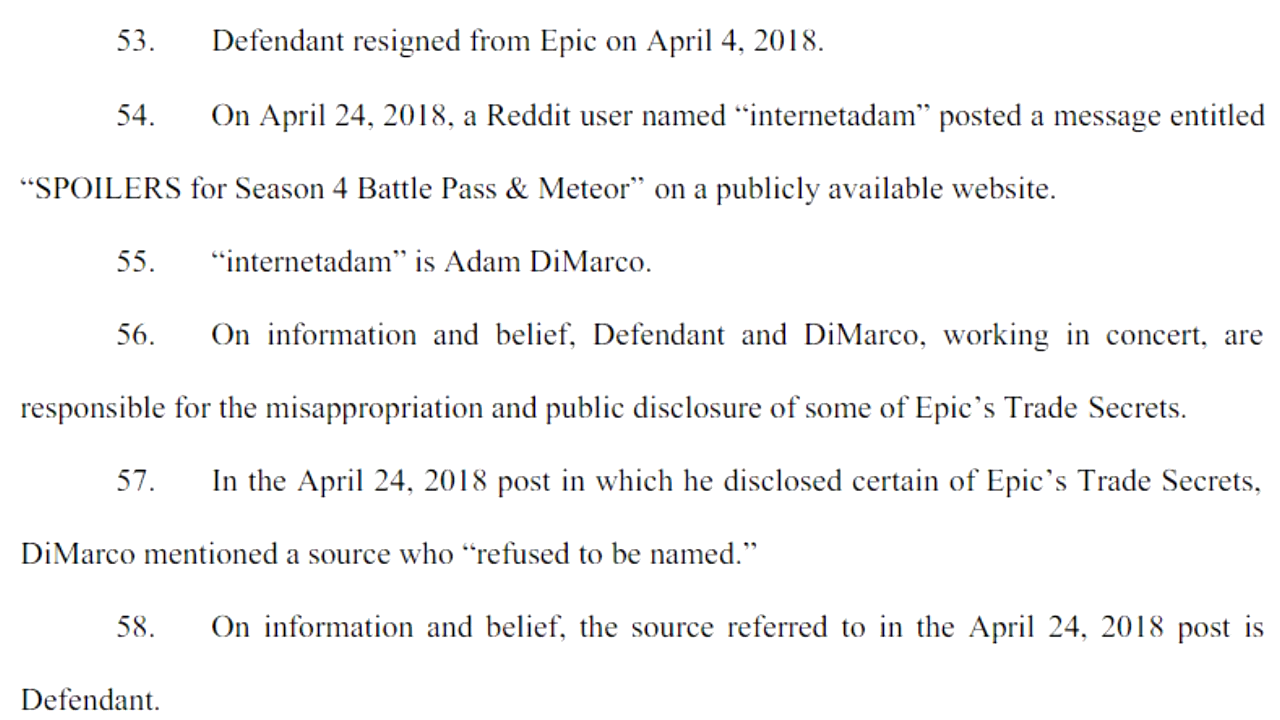 53. Defendant resigned from Epic on April 4, 2018.
54. On April 24, 2018, a Reddit user named “internetadam” posted a message entitled
“SPOILERS for Season 4 Battle Pass & Meteor” on a publicly available website.
55. “internetadam” is Adam DiMarco.
56. On information and belief, Defendant and DiMarco, working in concert, are
responsible for the misappropriation and public disclosure of some of Epic’s Trade Secrets.
57. In the April 24, 2018 post in which he disclosed certain of Epic’s Trade Secrets,
DiMarco mentioned a source who “refused to be named.”
58. On information and belief, the source referred to in the April 24, 2018 post is
Defendant.